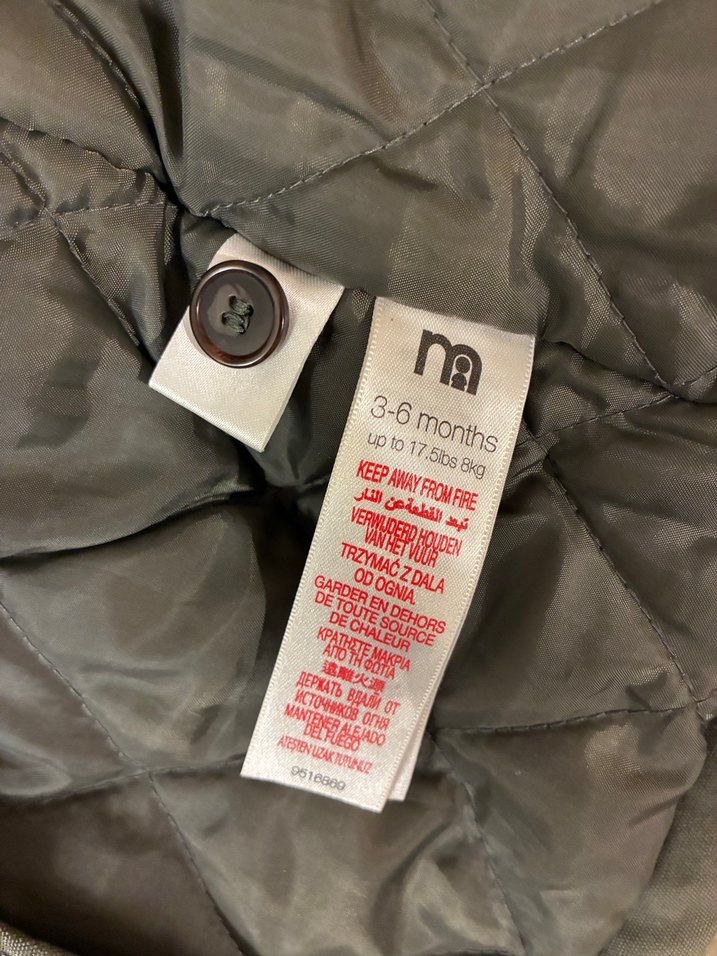 m
3-6 months
up to 17.5lbs 8kg
KEEP AWAY FROM FIRE
تبعد القطعة عن النار
VERWIJDERD HOUDEN
VAN HET VUUR
TRZYMAĆ Z DALA
OD OGNIA.
GARDER EN DEHORS
DE TOUTE SOURCE
DE CHALEUR
ΚΡΑΤΗΣΤΕ ΜΑΚΡΙΑ
ΑΠΟ ΤΗ ΦΩΤΙΑ
遠離火源
ДЕРЖАТЬ ВДАЛИ ОТ
ИСТОЧНИКОВ ОГНЯ
MANTENER ALEJADO
DEL FUEGO
ATEŞTEN UZAK TUTUNUZ
9516869